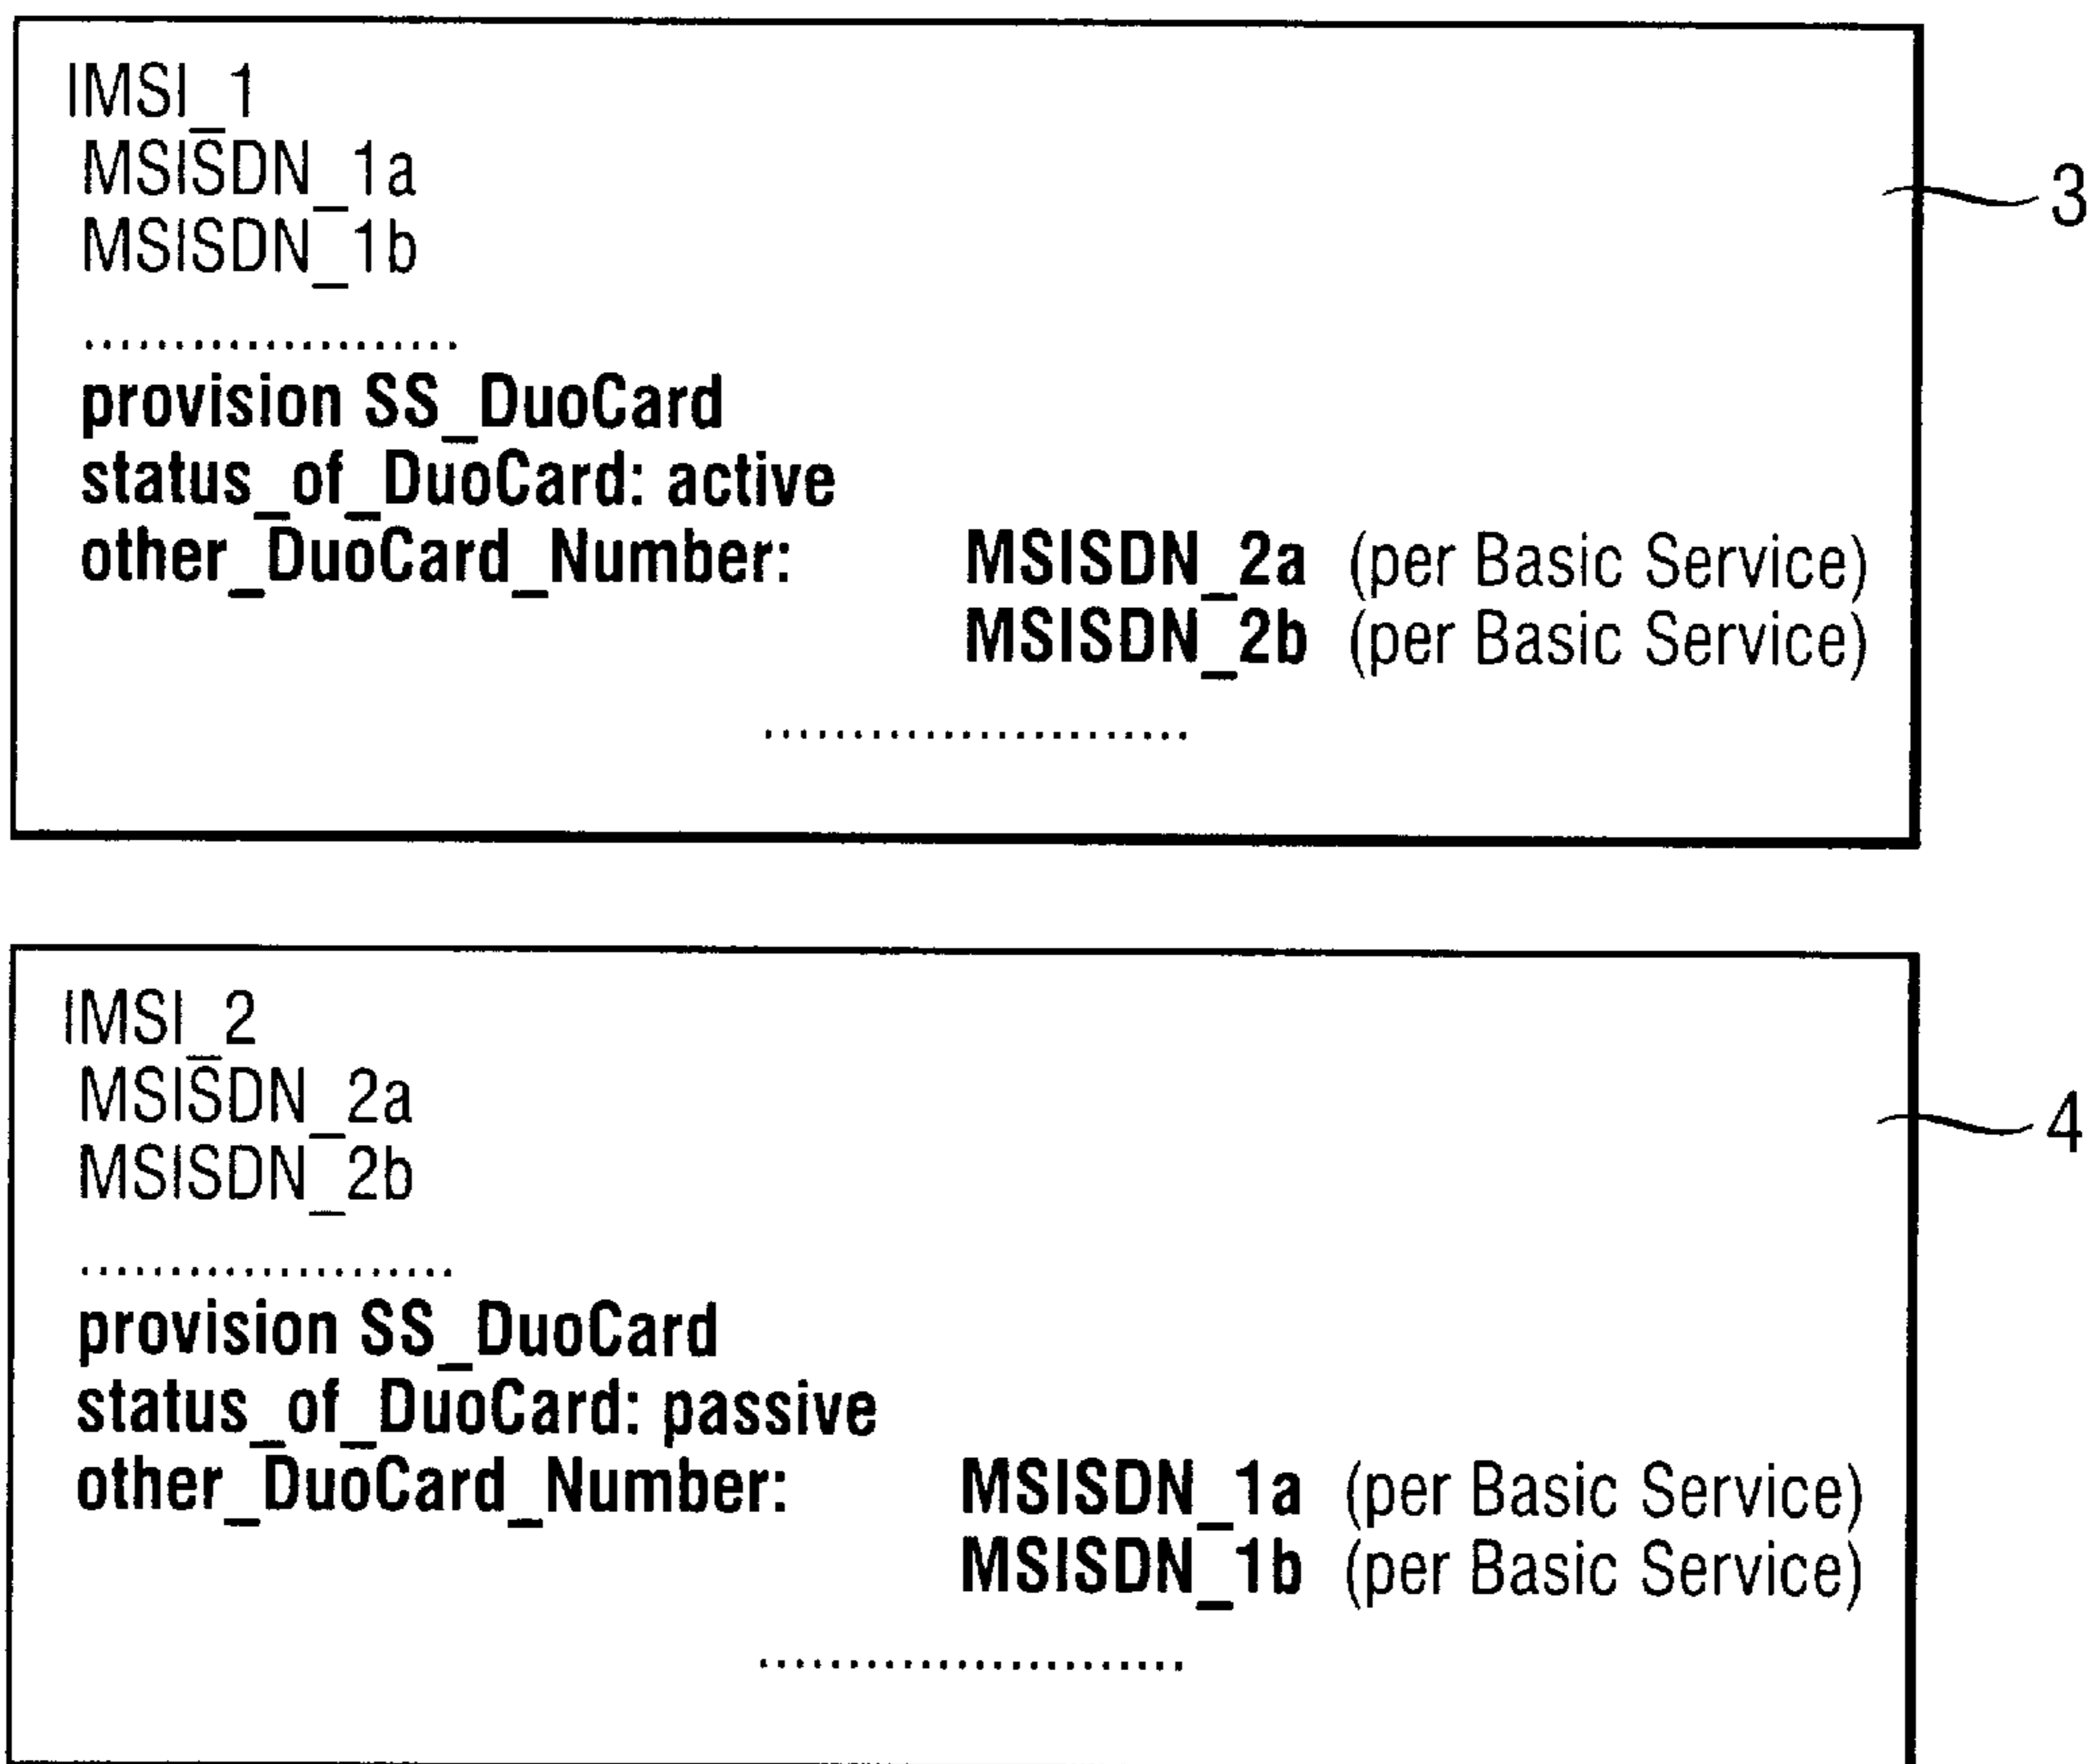 IMSI_1
MSISDN_1a
MSISDN_1b
....................
3
provision SS_DuoCard
status_of_DuoCard: active
other_DuoCard_Number: MSISDN_2a (per Basic Service)
MSISDN_2b (per Basic Service)
........................
IMSI_2
MSISDN_2a
MSISDN_2b
....................
4
provision SS_DuoCard
status_of_DuoCard: passive
other_DuoCard_Number: MSISDN_1a (per Basic Service)
MSISDN_1b (per Basic Service)
........................